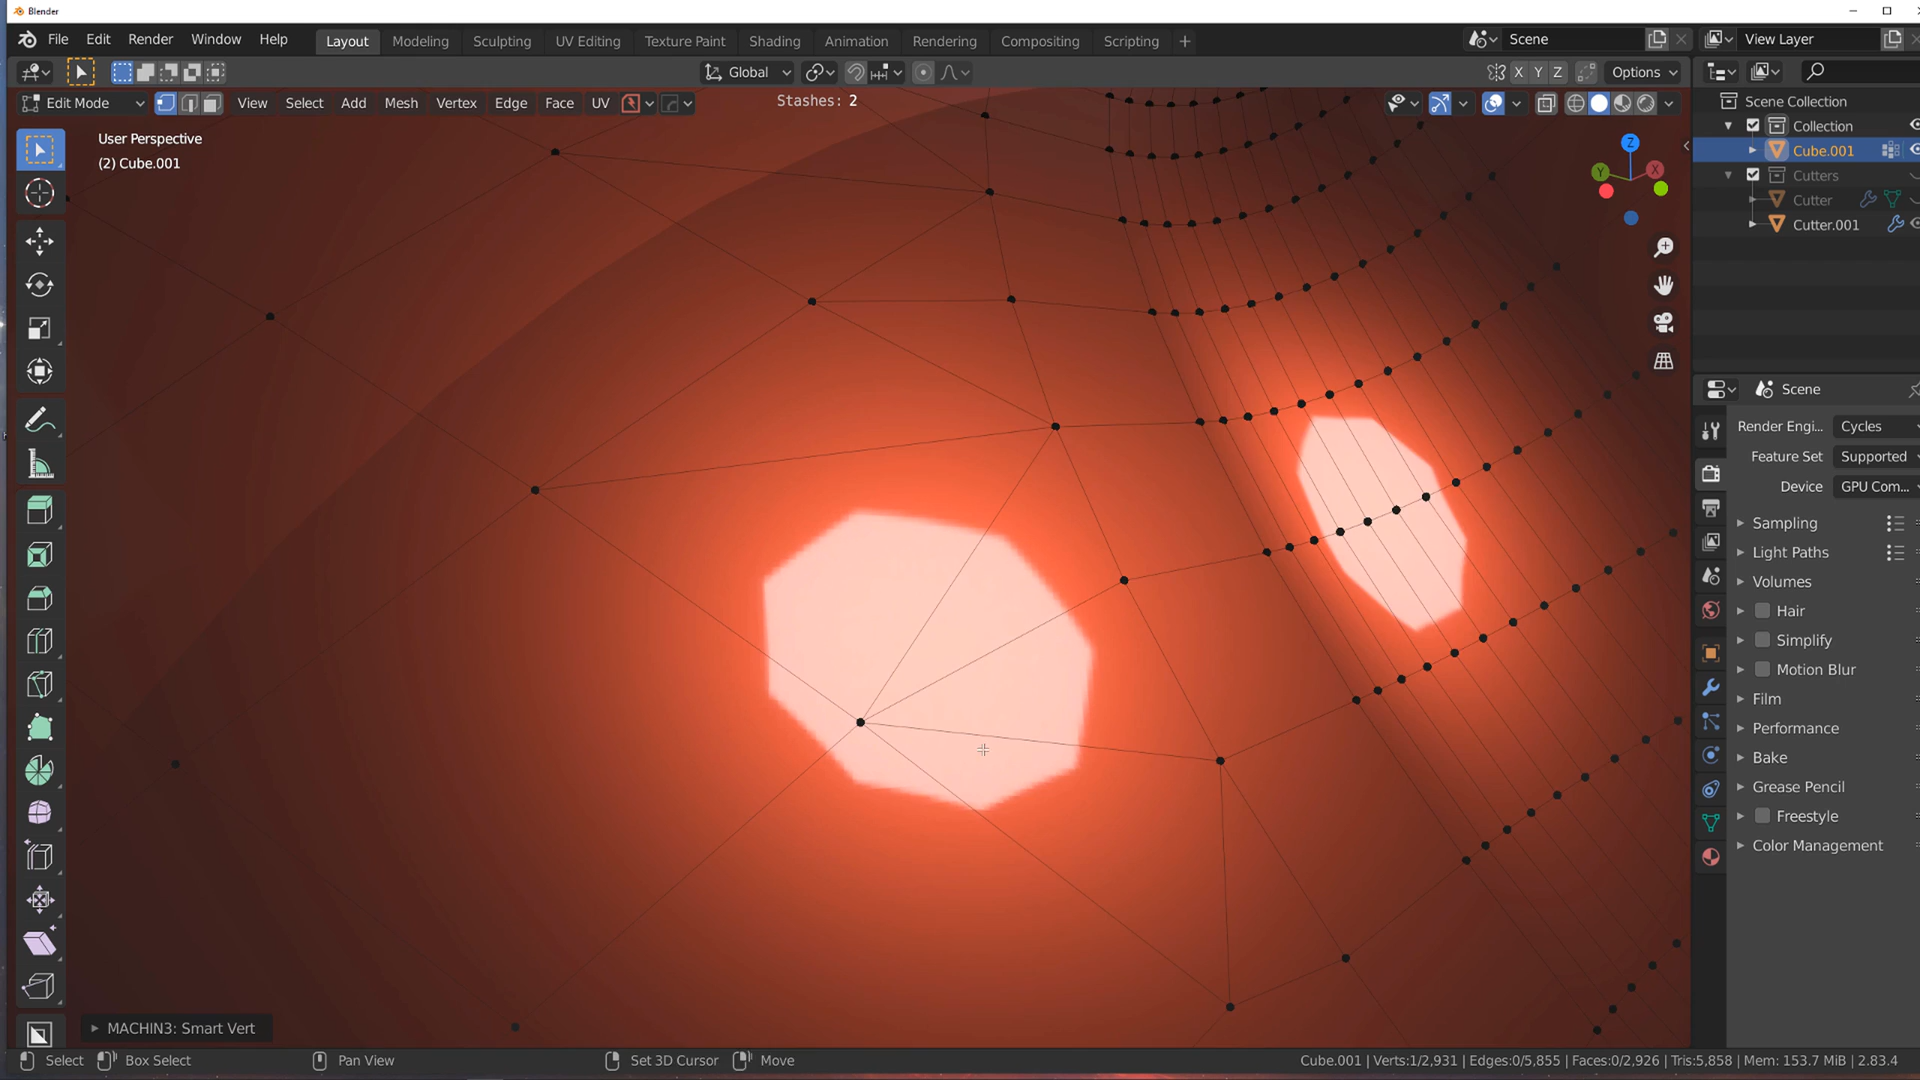 Blender
File Edit Render Window Help Layout Modeling Sculpting UV Editing Texture Paint Shading Animation Rendering Compositing Scripting + Scene View Layer
Global X Y Z Options
Edit Mode View Select Add Mesh Vertex Edge Face UV Stashes: 2
User Perspective
(2) Cube.001
Z
Y
X
Scene Collection
Collection
Cube.001
Cutters
Cutter
Cutter.001
Scene
Render Engi... Cycles
Feature Set Supported
Device GPU Com...
Sampling
Light Paths
Volumes
Hair
Simplify
Motion Blur
Film
Performance
Bake
Grease Pencil
Freestyle
Color Management
MACHIN3: Smart Vert
Select Box Select Pan View Set 3D Cursor Move Cube.001 | Verts:1/2,931 | Edges:0/5,855 | Faces:0/2,926 | Tris:5,858 | Mem: 153.7 MiB | 2.83.4